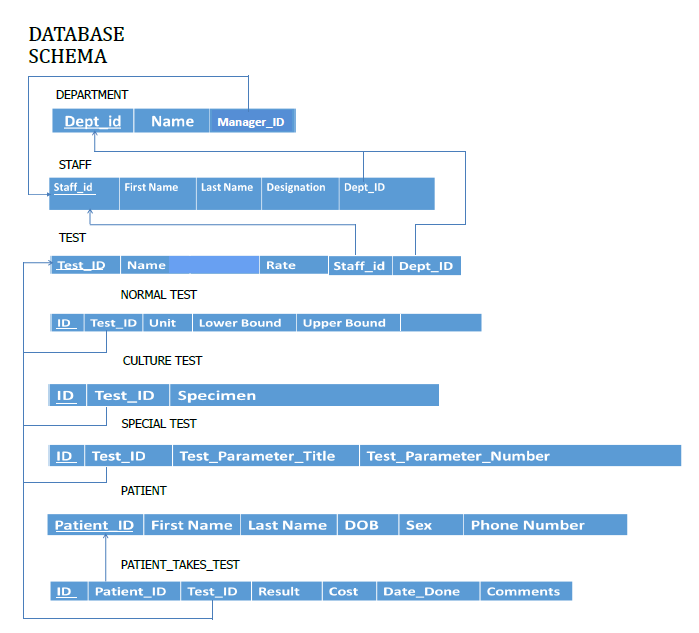 DATABASE
SCHEMA
DEPARTMENT
Dept_id Name Manager_ID
STAFF
Staff_id First Name Last Name Designation Dept_ID
TEST
Test_ID Name Rate Staff_id Dept_ID
NORMAL TEST
ID Test_ID Unit Lower Bound Upper Bound
CULTURE TEST
ID Test_ID Specimen
SPECIAL TEST
ID Test_ID Test_Parameter_Title Test_Parameter_Number
PATIENT
Patient_ID First Name Last Name DOB Sex Phone Number
PATIENT_TAKES_TEST
ID Patient_ID Test_ID Result Cost Date_Done Comments